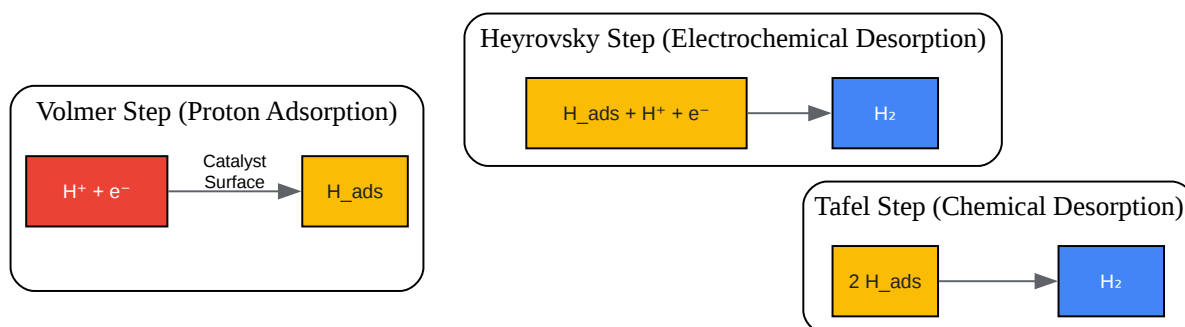 Volmer Step (Proton Adsorption)
H⁺ + e⁻
Catalyst
Surface
H_ads
Heyrovsky Step (Electrochemical Desorption)
H_ads + H⁺ + e⁻
H₂
Tafel Step (Chemical Desorption)
2 H_ads
H₂